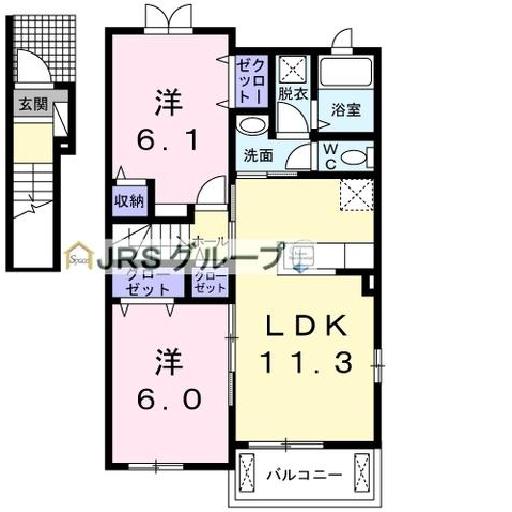 玄関
洋
6.1
クロー
ゼット
脱衣
浴室
洗面
WC
収納
ホール
Space
JRSグループ
クロー
ゼット
クロー
ゼット
LDK
11.3
洋
6.0
バルコニー